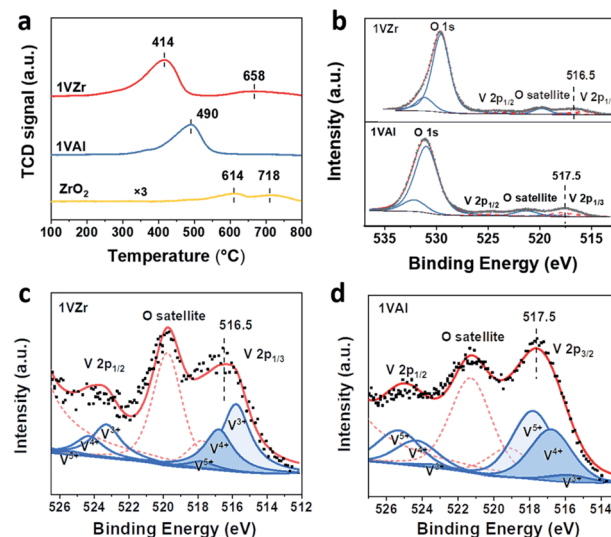 a
TCD signal (a.u.)
414
658
1VZr
490
1VAl
ZrO₂
×3
614
718
100 200 300 400 500 600 700 800
Temperature (°C)
b
Intensity (a.u.)
1VZr
O 1s
516.5
O satellite
V 2p₁/₂
V 2p₁/
1VAl
O 1s
517.5
O satellite
V 2p₁/₂
V 2p₁/₃
535 530 525 520 515
Binding Energy (eV)
c
Intensity (a.u.)
1VZr
O satellite
516.5
V 2p₁/₂
V 2p₁/₃
V³⁺
V⁴⁺
V⁵⁺
V³⁺
V⁴⁺
V⁵⁺
526 524 522 520 518 516 514 512
Binding Energy (eV)
d
Intensity (a.u.)
1VAl
517.5
O satellite
V 2p₃/₂
V 2p₁/₂
V⁵⁺
V⁴⁺
V³⁺
V⁵⁺
V⁴⁺
V³⁺
526 524 522 520 518 516 514
Binding Energy (eV)